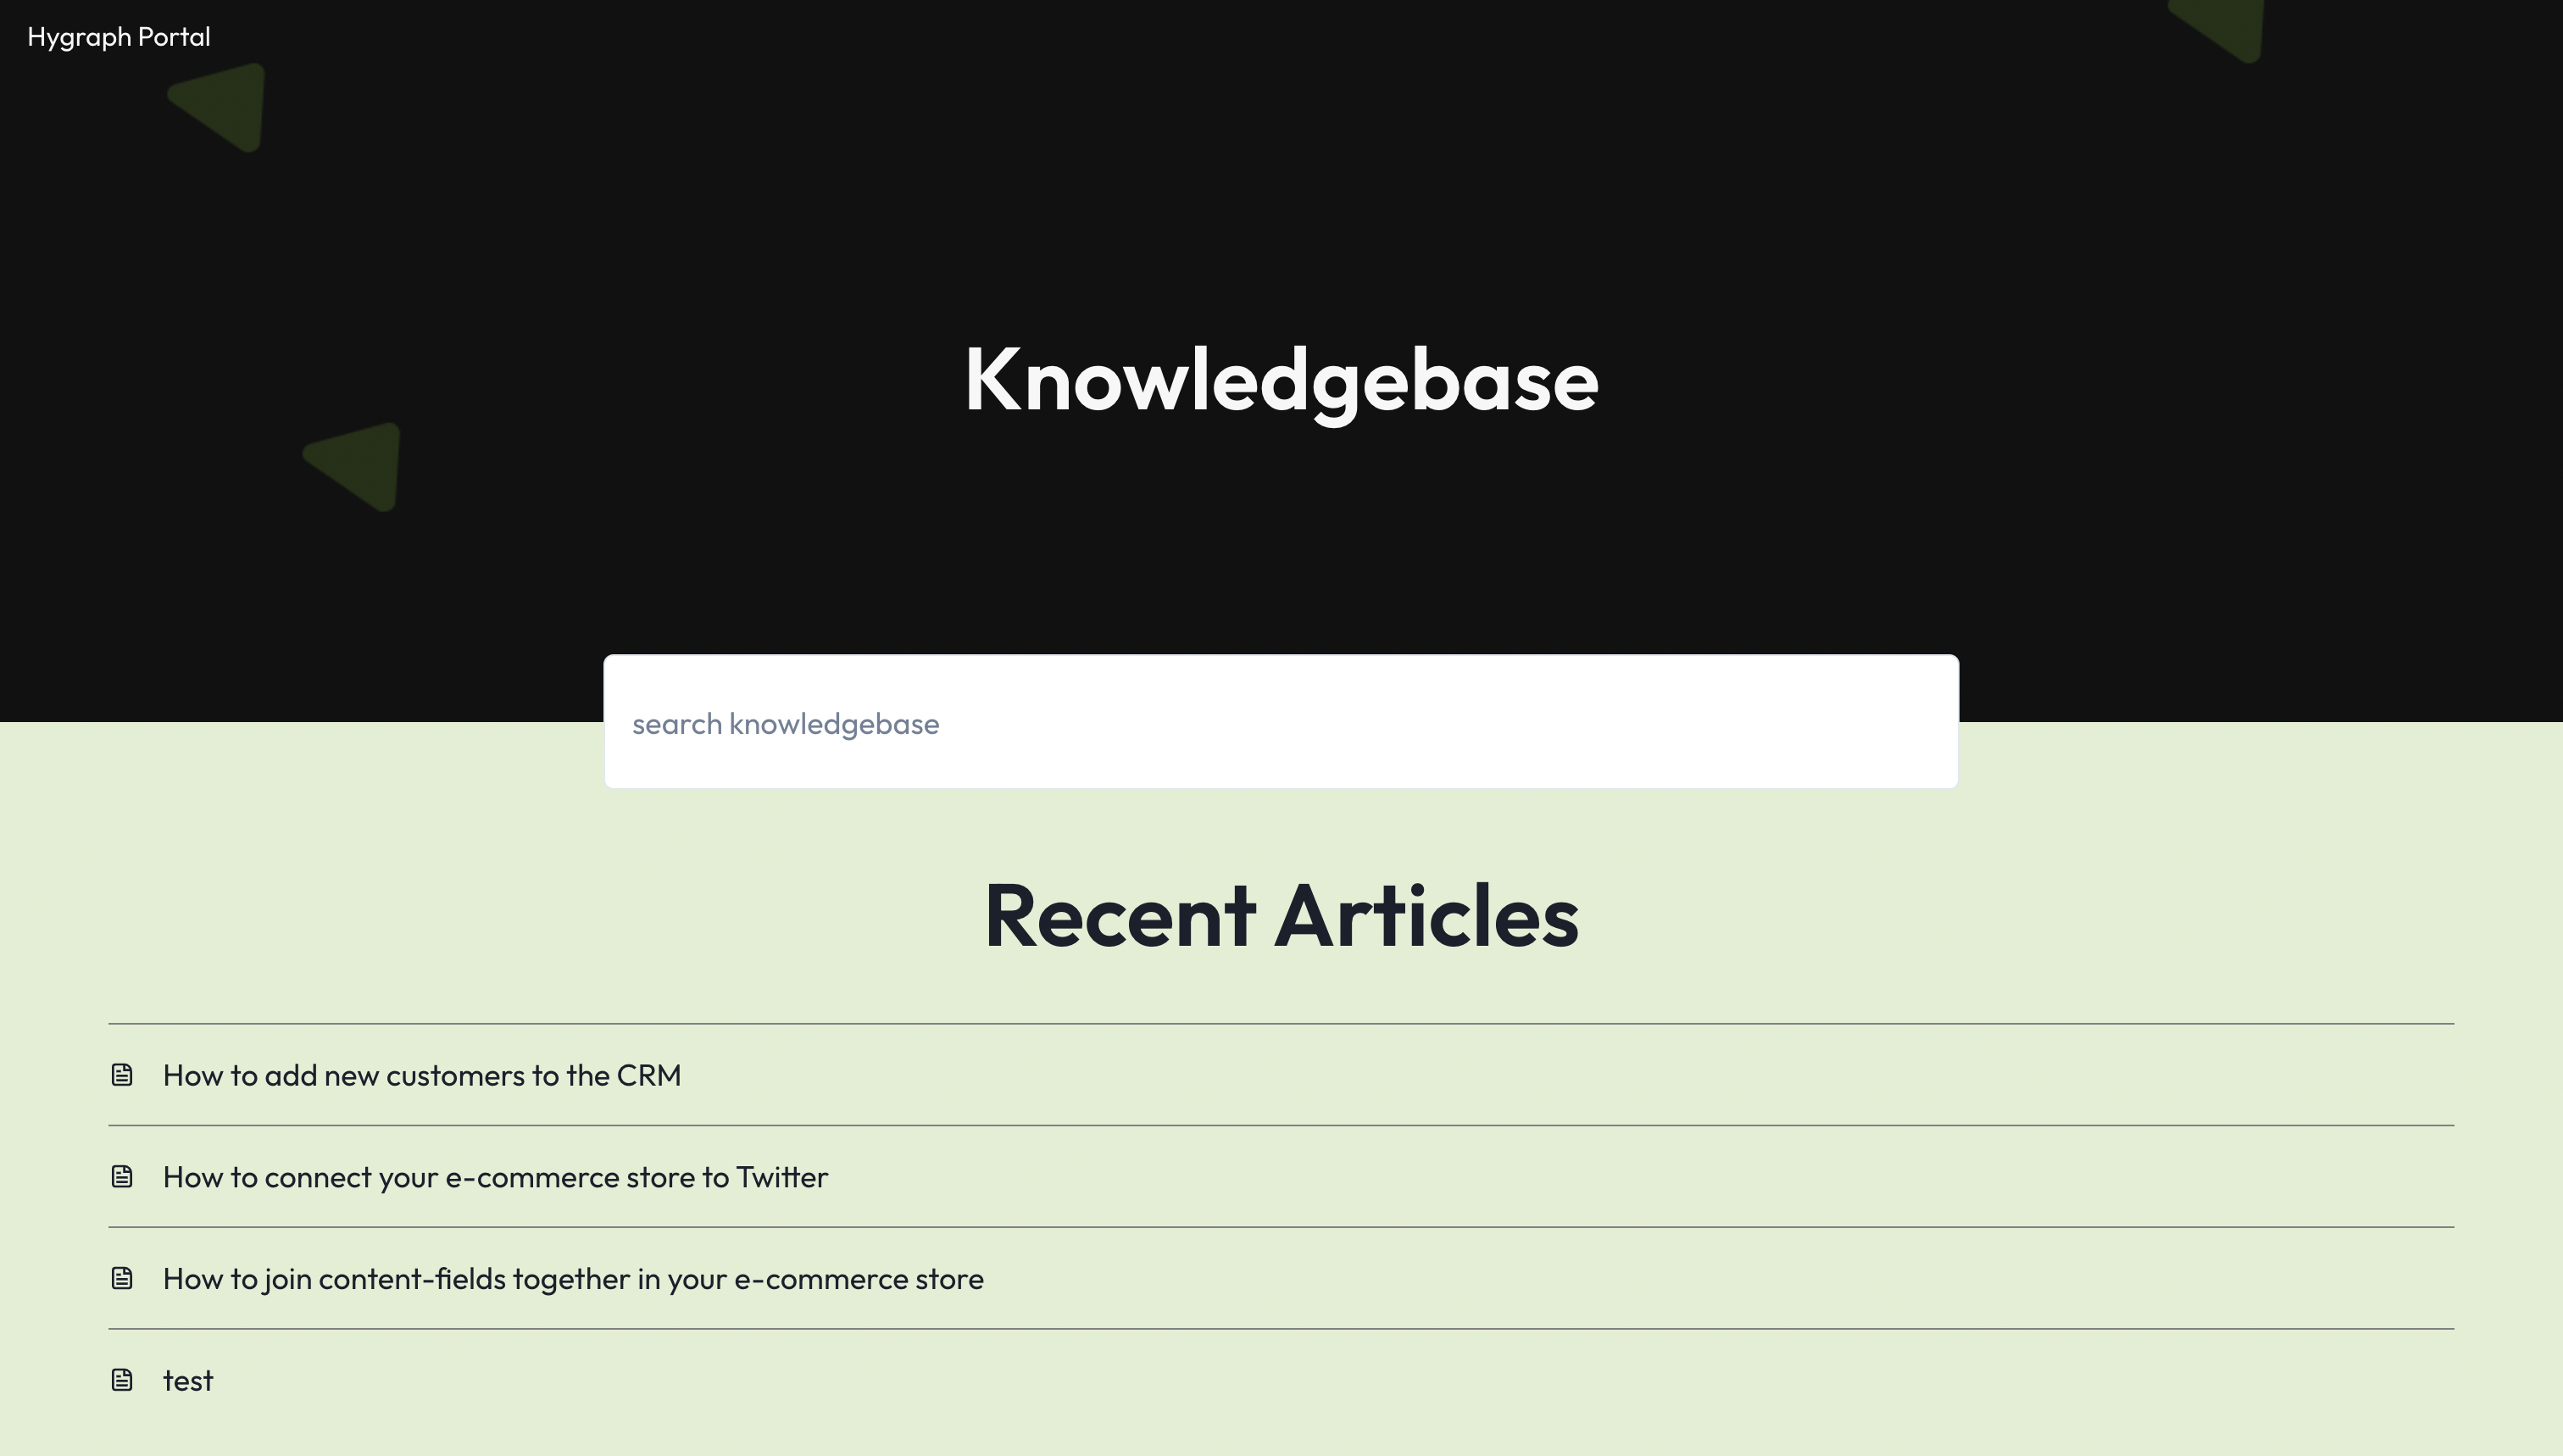 Hygraph Portal
Knowledgebase
search knowledgebase
Recent Articles
How to add new customers to the CRM
How to connect your e-commerce store to Twitter
How to join content-fields together in your e-commerce store
test